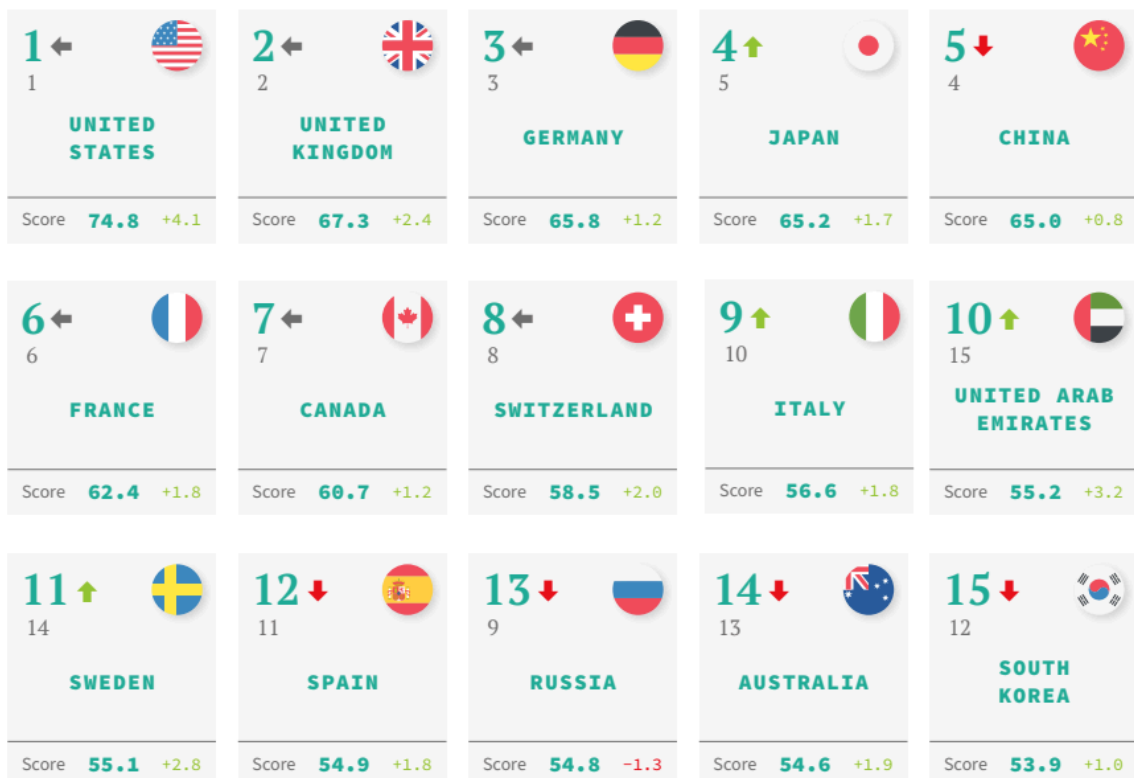 1
1
UNITED
STATES
Score 74.8 +4.1
2
2
UNITED
KINGDOM
Score 67.3 +2.4
3
3
GERMANY
Score 65.8 +1.2
4
5
JAPAN
Score 65.2 +1.7
5
4
CHINA
Score 65.0 +0.8
6
6
FRANCE
Score 62.4 +1.8
7
7
CANADA
Score 60.7 +1.2
8
8
SWITZERLAND
Score 58.5 +2.0
9
10
ITALY
Score 56.6 +1.8
10
15
UNITED ARAB
EMIRATES
Score 55.2 +3.2
11
14
SWEDEN
Score 55.1 +2.8
12
11
SPAIN
Score 54.9 +1.8
13
9
RUSSIA
Score 54.8 -1.3
14
13
AUSTRALIA
Score 54.6 +1.9
15
12
SOUTH
KOREA
Score 53.9 +1.0